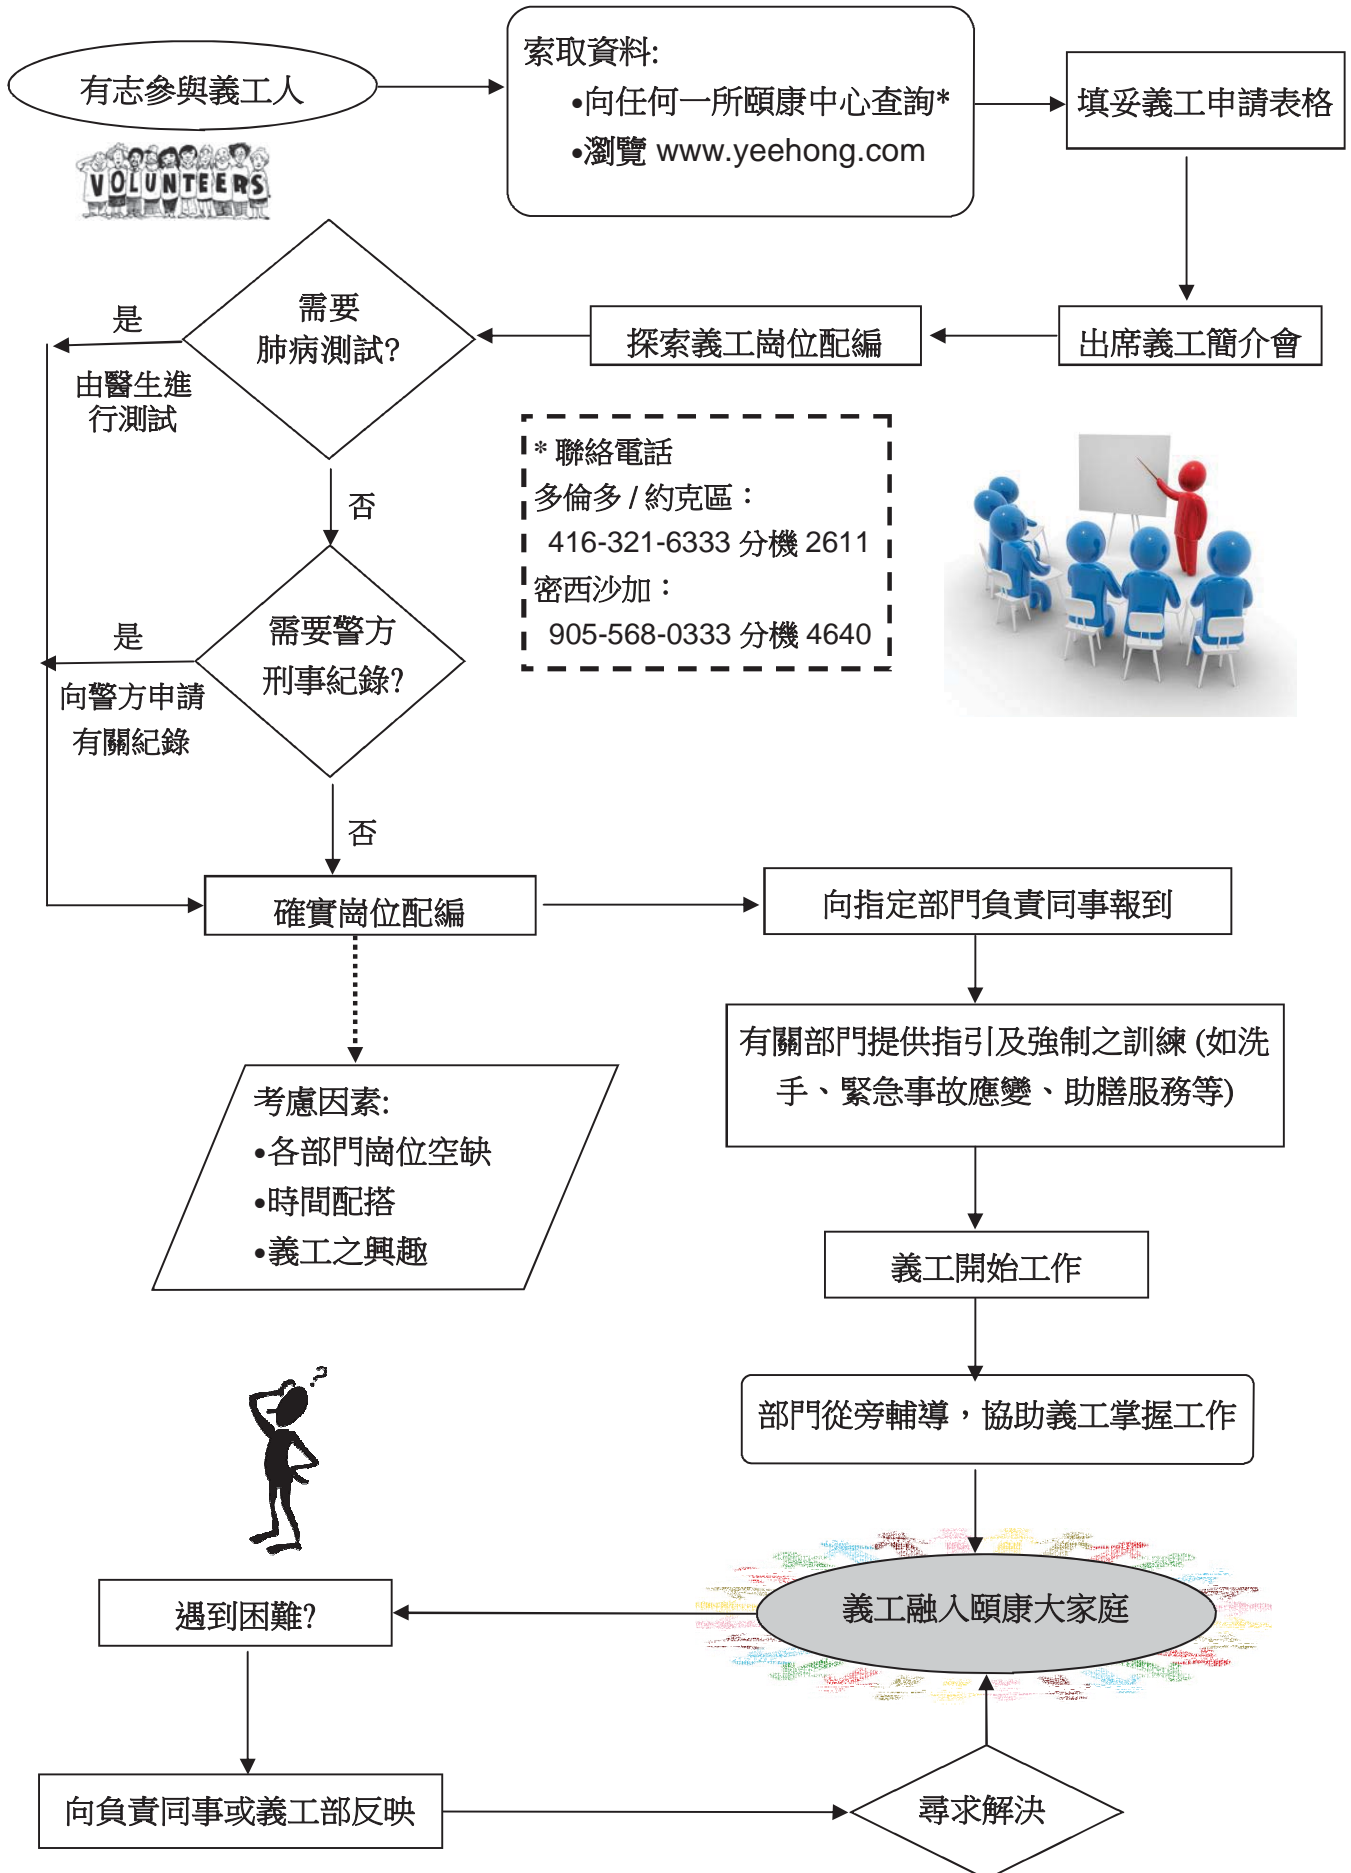 有志參與義工人
VOLUNTEERS
索取資料:
•向任何一所頤康中心查詢*
•瀏覽 www.yeehong.com
填妥義工申請表格
出席義工簡介會
探索義工崗位配編
需要
肺病測試?
是
由醫生進
行測試
否
* 聯絡電話
多倫多 / 約克區：
416-321-6333 分機 2611
密西沙加：
905-568-0333 分機 4640
需要警方
刑事紀錄?
是
向警方申請
有關紀錄
否
確實崗位配編
向指定部門負責同事報到
有關部門提供指引及強制之訓練 (如洗
手、緊急事故應變、助膳服務等)
考慮因素:
•各部門崗位空缺
•時間配搭
•義工之興趣
義工開始工作
部門從旁輔導，協助義工掌握工作
?
義工融入頤康大家庭
遇到困難?
向負責同事或義工部反映
尋求解決